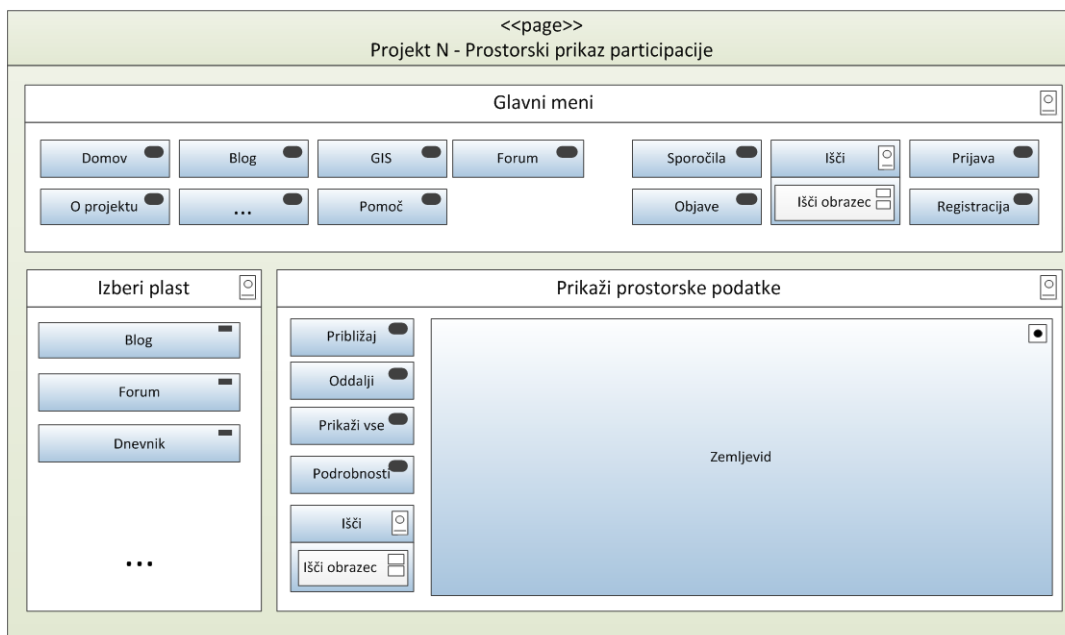 <<page>>
Projekt N - Prostorski prikaz participacije
Glavni meni
Domov
Blog
GIS
Forum
Sporočila
Išči
Prijava
O projektu
...
Pomoč
Objave
Išči obrazec
Registracija
Izberi plast
Blog
Forum
Dnevnik
...
Prikaži prostorske podatke
Približaj
Oddalji
Prikaži vse
Podrobnosti
Išči
Išči obrazec
Zemljevid